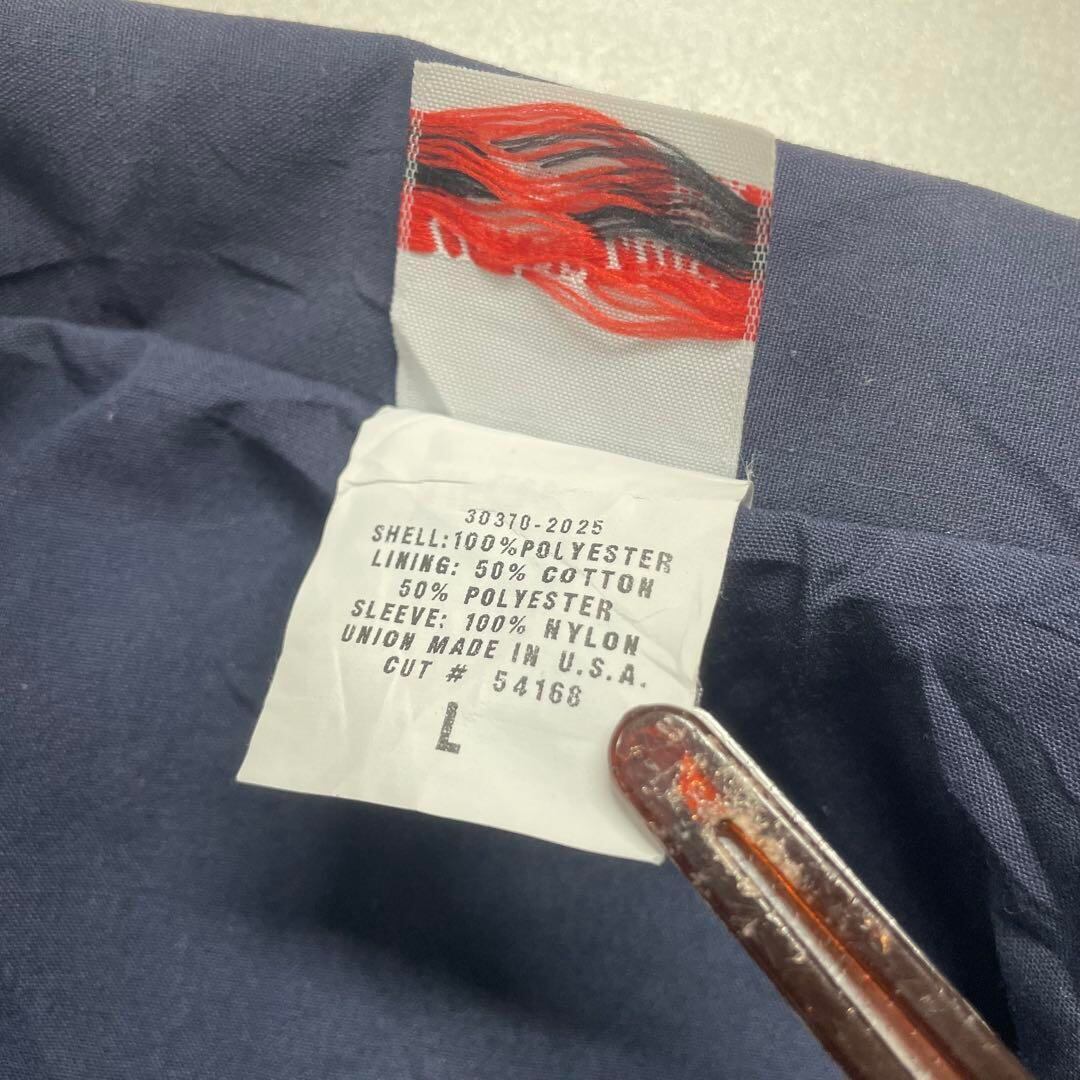 30370-2025
SHELL:100%POLYESTER
LINING: 50% COTTON
50% POLYESTER
SLEEVE: 100% NYLON
UNION MADE IN U.S.A.
CUT # 54168
L